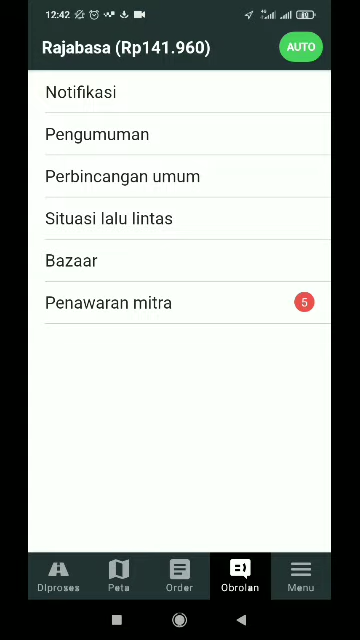 12:42
Rajabasa (Rp141.960)
AUTO
Notifikasi
Pengumuman
Perbincangan umum
Situasi lalu lintas
Bazaar
Penawaran mitra 5
Diproses Peta Order Obrolan Menu